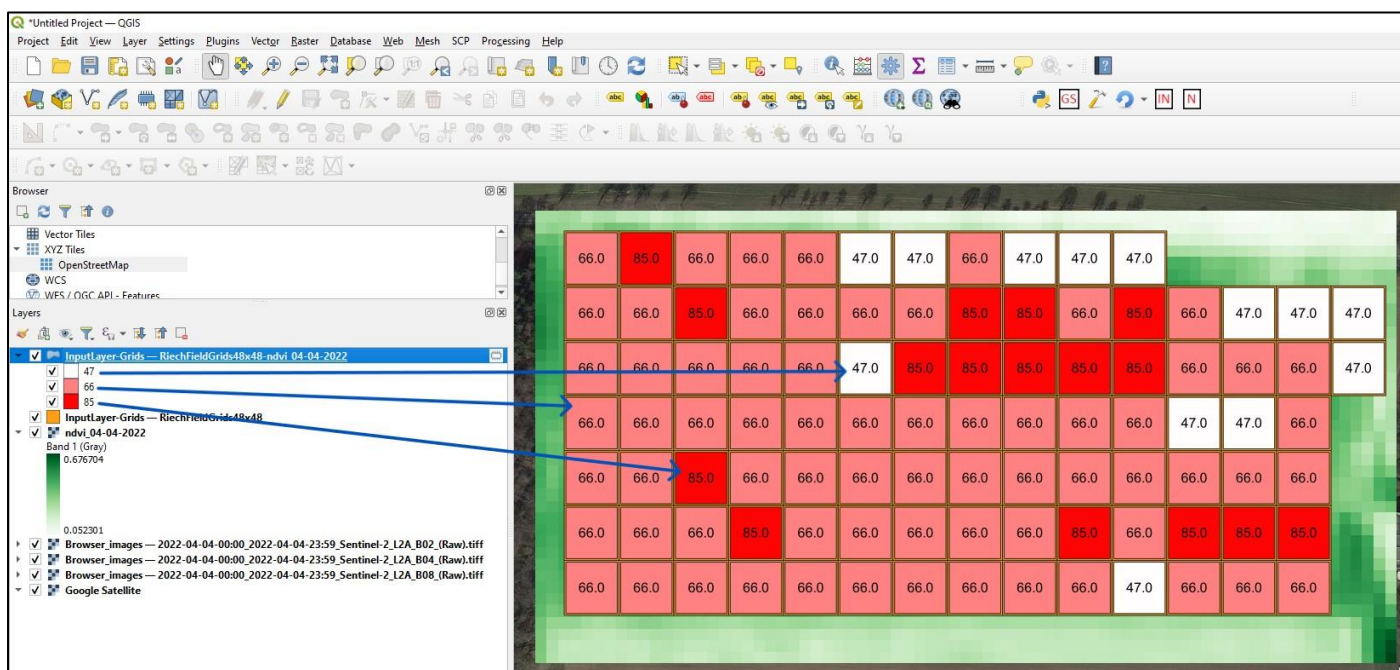 *Untitled Project — QGIS
Project Edit View Layer Settings Plugins Vector Raster Database Web Mesh SCP Processing Help
abc abc abc abc abc abc abc abc GS IN N
Browser
Vector Tiles
XYZ Tiles
OpenStreetMap
WCS
WFS / OGC API - Features
Layers
InputLayer-Grids — RiechFieldGrids48x48-ndvi_04-04-2022
47
66
85
InputLayer-Grids — RiechFieldGrids48x48
ndvi_04-04-2022
Band 1 (Gray)
0.676704
0.052301
Browser_images — 2022-04-04-00:00_2022-04-04-23:59_Sentinel-2_L2A_B02_(Raw).tiff
Browser_images — 2022-04-04-00:00_2022-04-04-23:59_Sentinel-2_L2A_B04_(Raw).tiff
Browser_images — 2022-04-04-00:00_2022-04-04-23:59_Sentinel-2_L2A_B08_(Raw).tiff
Google Satellite
66.0 85.0 66.0 66.0 66.0 47.0 47.0 66.0 47.0 47.0 47.0
66.0 66.0 85.0 66.0 66.0 66.0 66.0 85.0 85.0 66.0 85.0 66.0 47.0 47.0 47.0
66.0 66.0 66.0 66.0 66.0 47.0 85.0 85.0 85.0 85.0 85.0 66.0 66.0 66.0 47.0
66.0 66.0 66.0 66.0 66.0 66.0 66.0 66.0 66.0 66.0 66.0 47.0 47.0 66.0
66.0 66.0 85.0 66.0 66.0 66.0 66.0 66.0 66.0 66.0 66.0 66.0 66.0 66.0
66.0 66.0 66.0 85.0 66.0 66.0 66.0 66.0 66.0 85.0 66.0 85.0 85.0 85.0
66.0 66.0 66.0 66.0 66.0 66.0 66.0 66.0 66.0 66.0 47.0 66.0 66.0 66.0